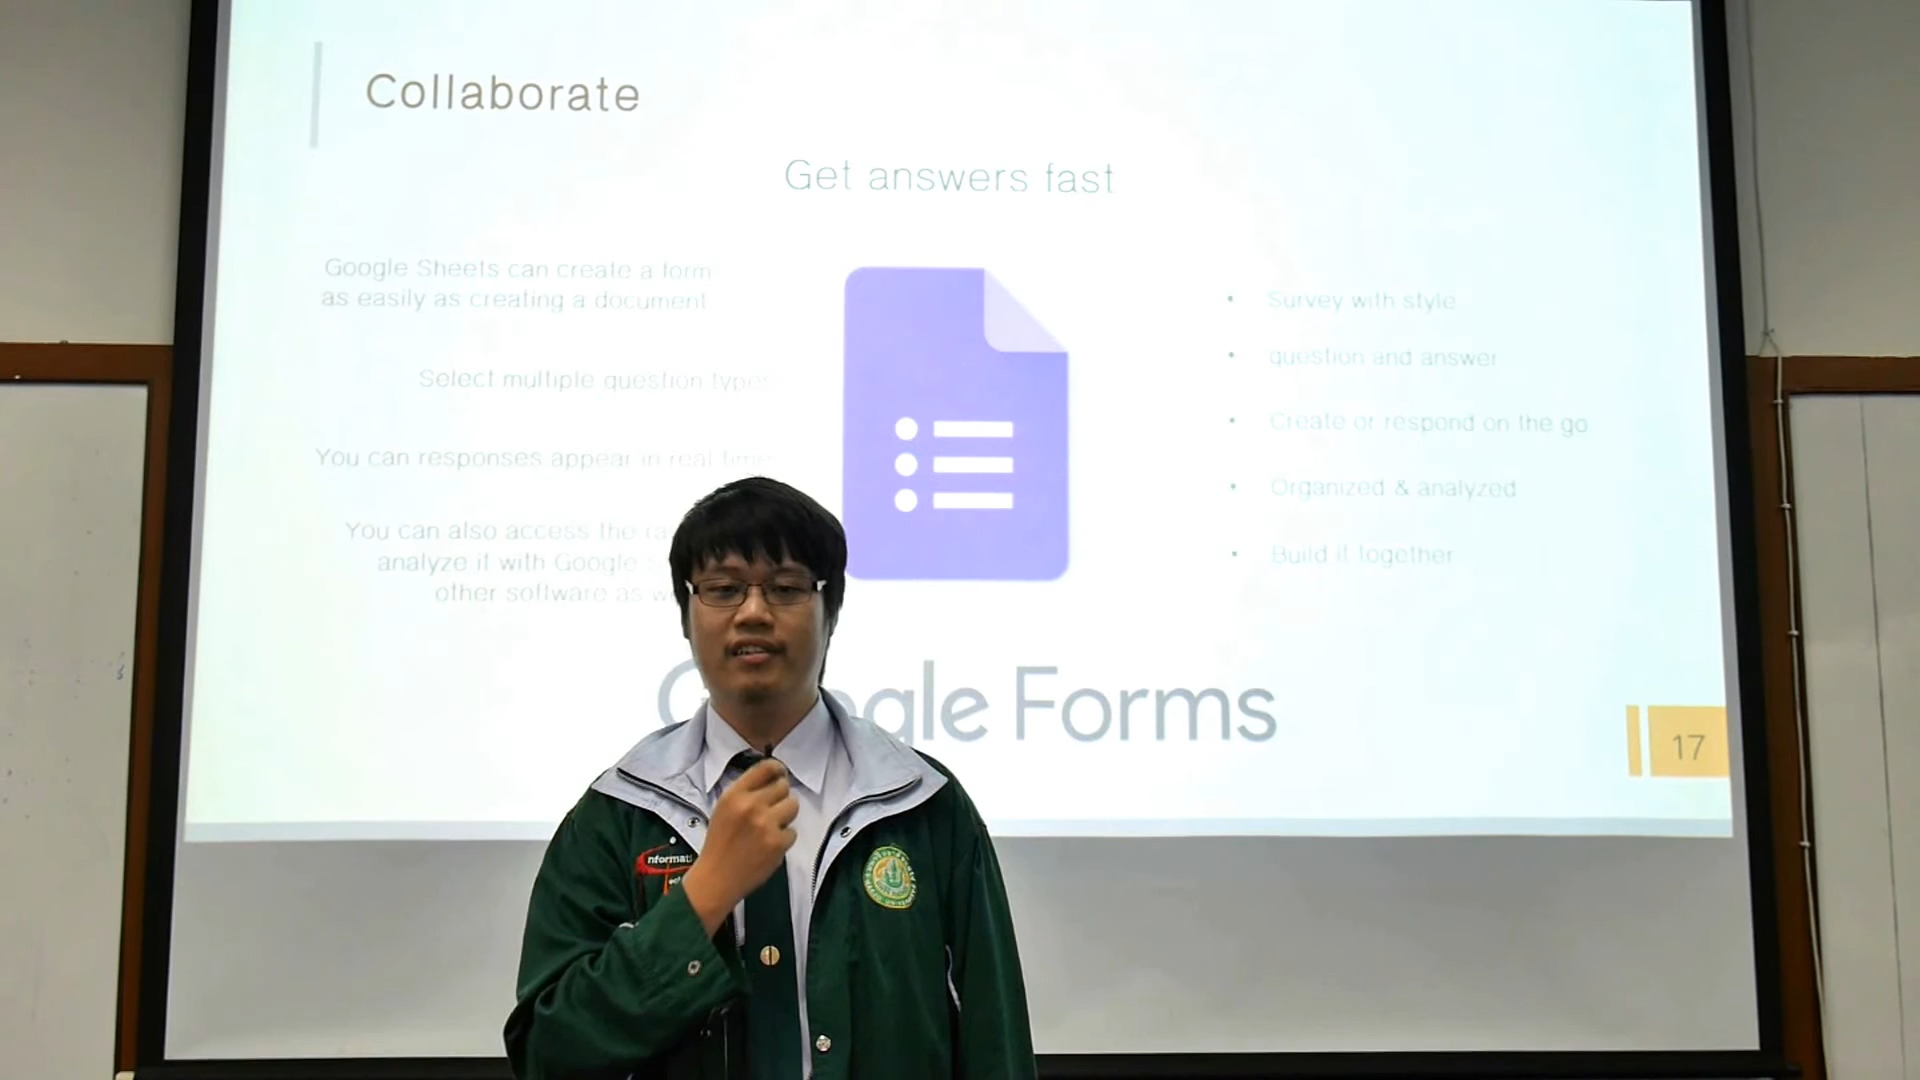 Collaborate
Get answers fast
Google Sheets can create a form
as easily as creating a document
Select multiple question types
You can responses appear in real time
You can also access the
analyze it with Google
other software as
• Survey with style
• question and answer
• Create or respond on the go
• Organized & analyzed
• Build it together
gle Forms
17
nformati